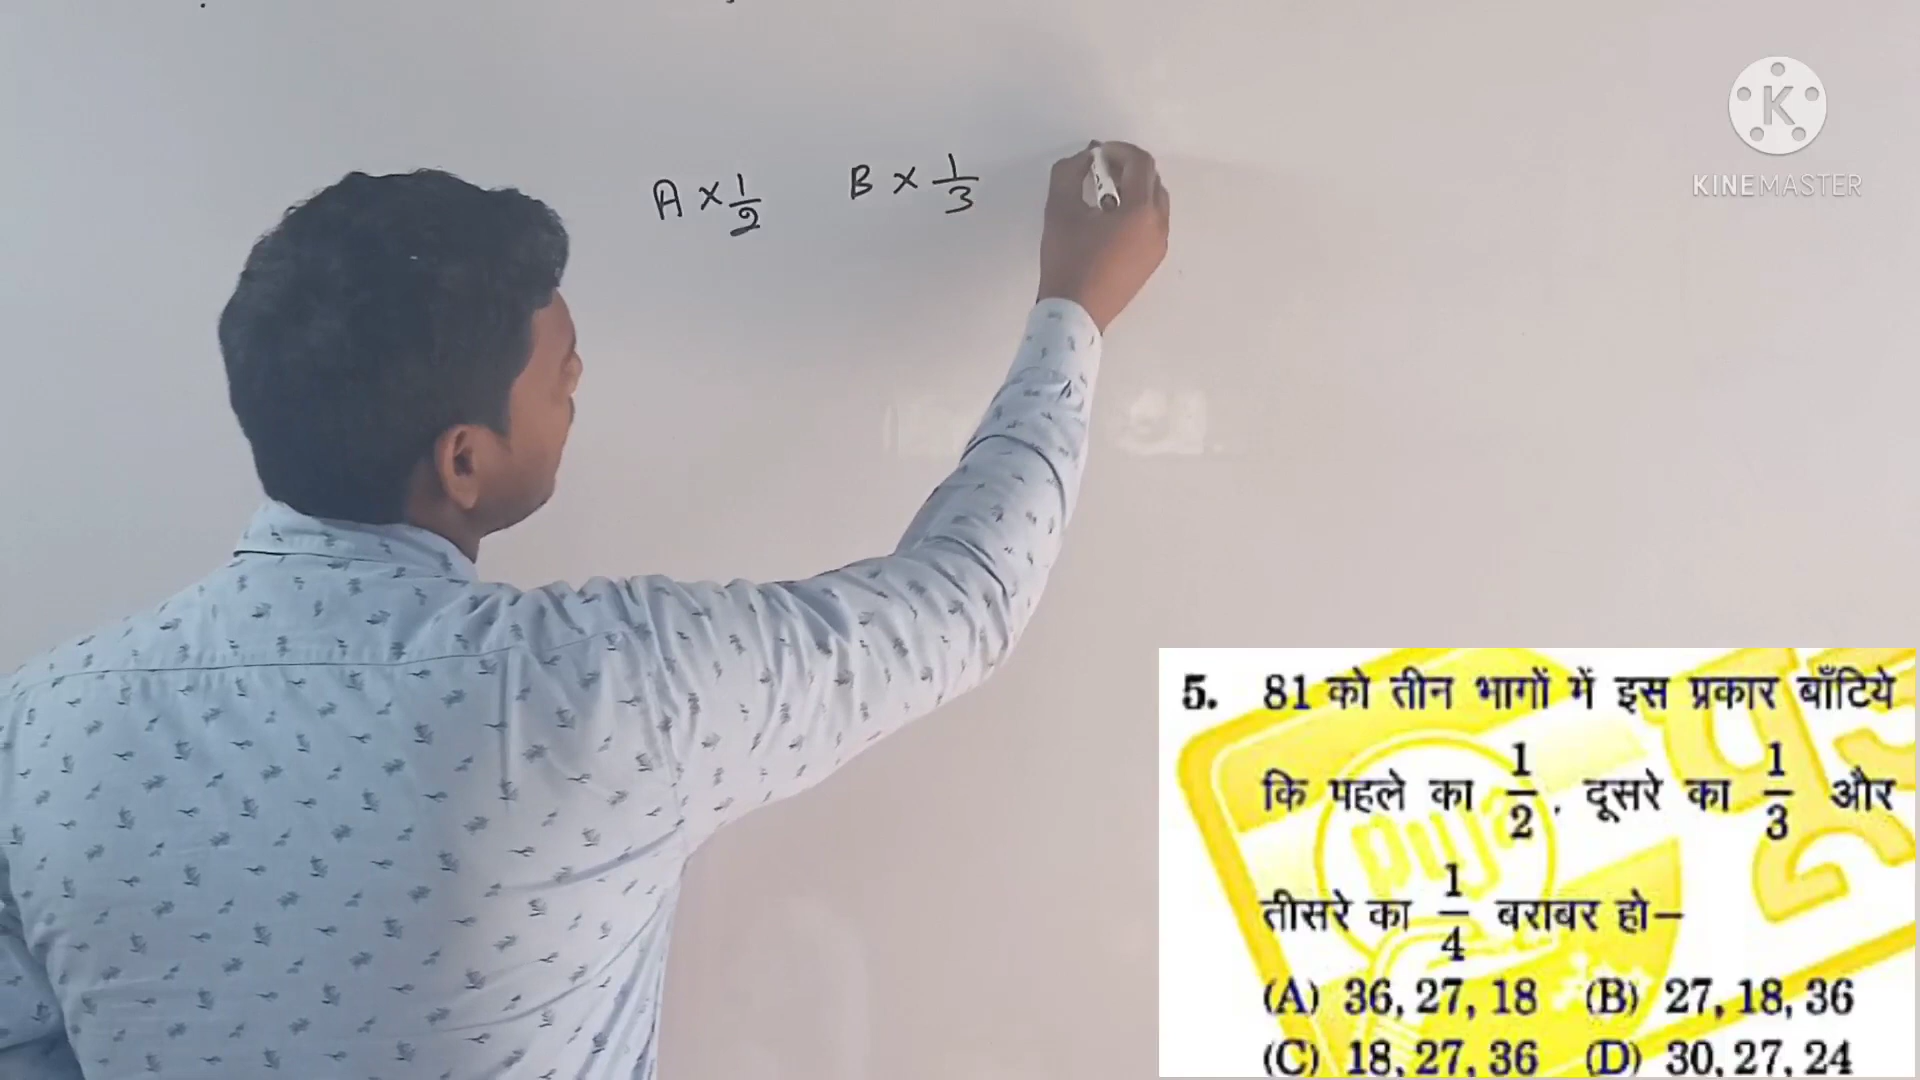 A × 1/2 B × 1/3
K
KINEMASTER
5. 81 को तीन भागों में इस प्रकार बाँटिये
कि पहले का 1/2, दूसरे का 1/3 और
तीसरे का 1/4 बराबर हो–
(A) 36, 27, 18 (B) 27, 18, 36
(C) 18, 27, 36 (D) 30, 27, 24